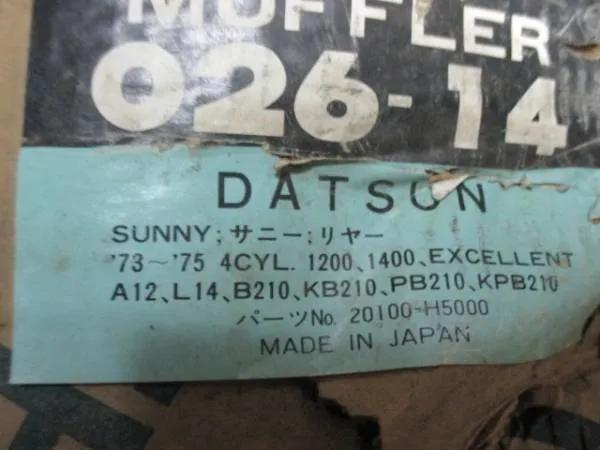 MUFFLER
026-14
DATSUN
SUNNY; サニー; リヤー
'73～'75 4CYL. 1200、1400、EXCELLENT
A12、L14、B210、KB210、PB210、KPB210
パーツNo. 20100-H5000
MADE IN JAPAN